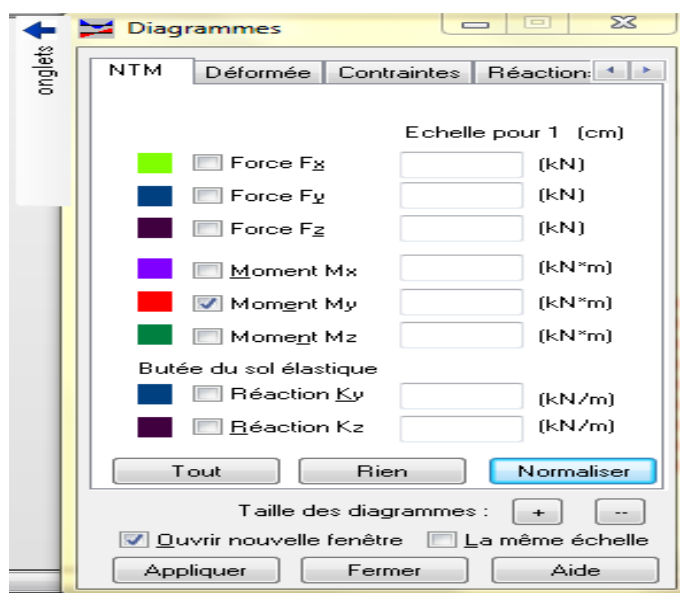 onglets
Diagrammes
NTM Déformée Contraintes Réaction
Echelle pour 1 (cm)
Force Fx (kN)
Force Fy (kN)
Force Fz (kN)
Moment Mx (kN*m)
Moment My (kN*m)
Moment Mz (kN*m)
Butée du sol élastique
Réaction Ky (kN/m)
Réaction Kz (kN/m)
Tout Rien Normaliser
Taille des diagrammes : + --
Ouvrir nouvelle fenêtre La même échelle
Appliquer Fermer Aide